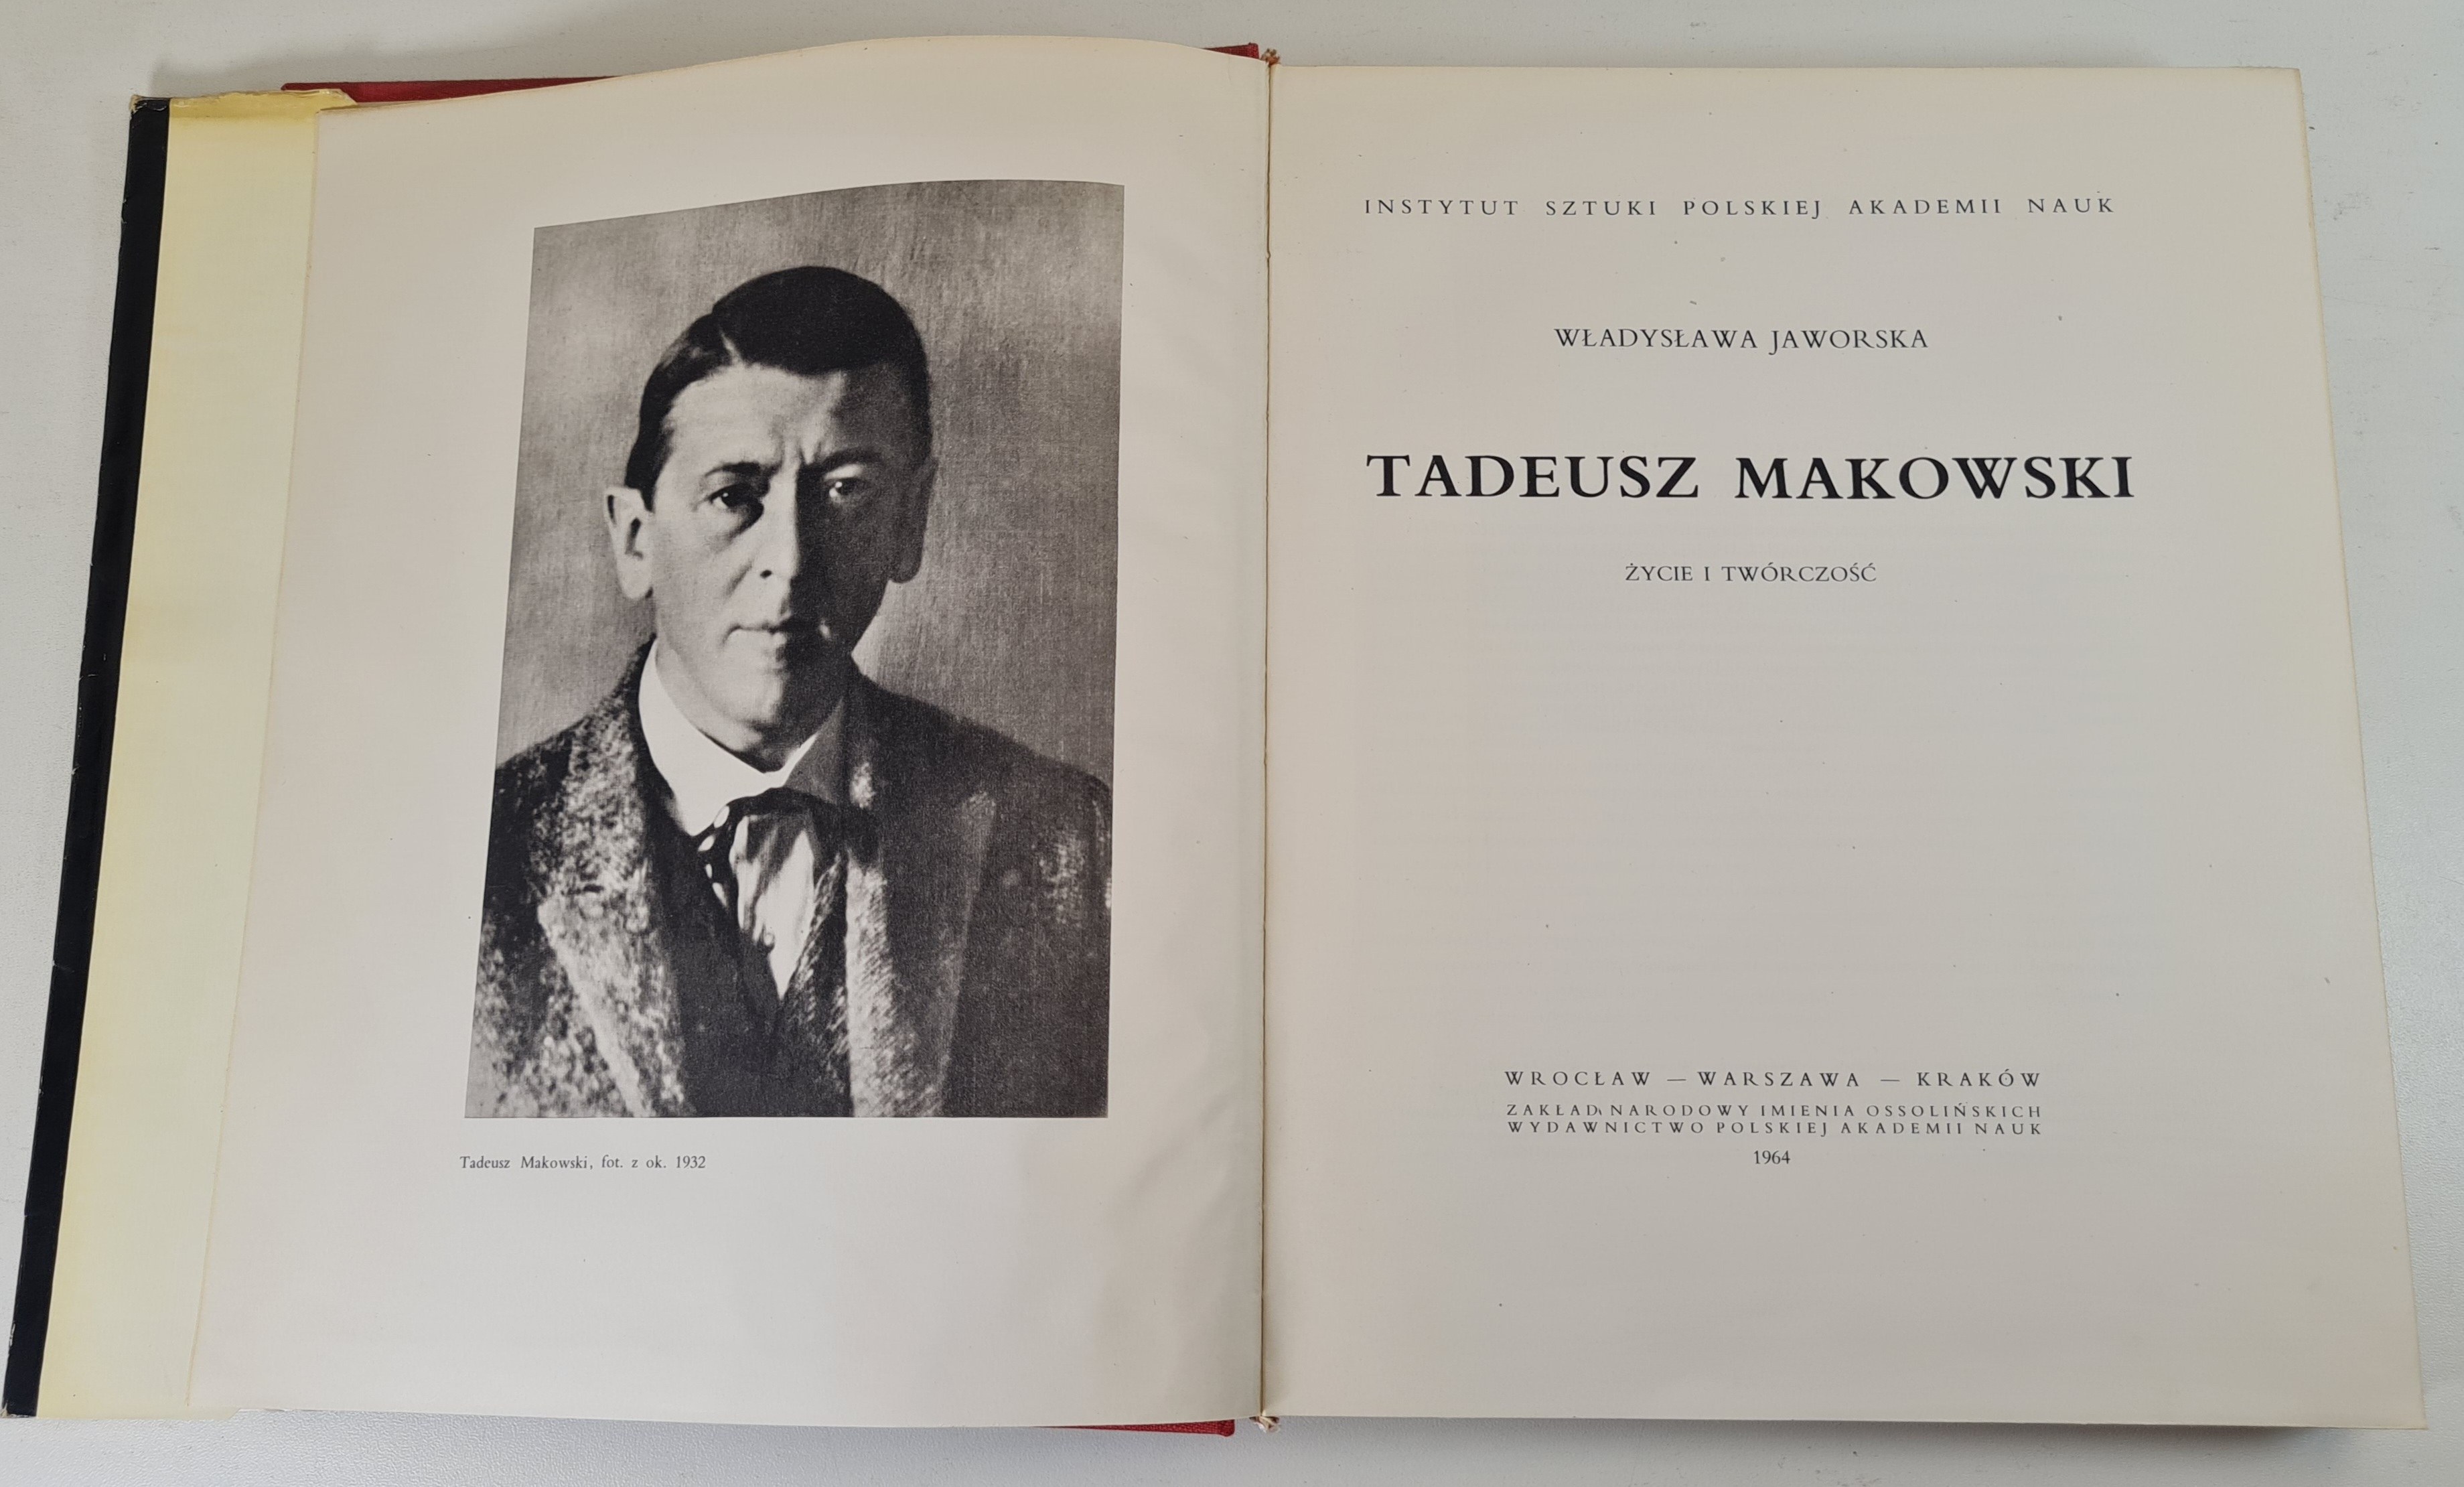 Tadeusz Makowski, fot. z ok. 1932
INSTYTUT SZTUKI POLSKIEJ AKADEMII NAUK
WŁADYSŁAWA JAWORSKA
TADEUSZ MAKOWSKI
ŻYCIE I TWÓRCZOŚĆ
WROCŁAW — WARSZAWA — KRAKÓW
ZAKŁAD NARODOWY IMIENIA OSSOLIŃSKICH
WYDAWNICTWO POLSKIEJ AKADEMII NAUK
1964